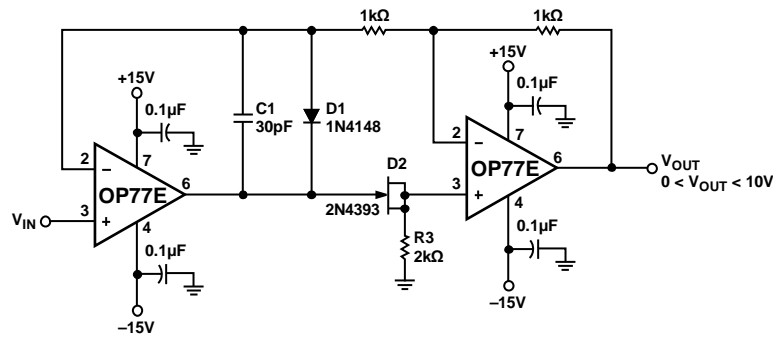 1kΩ
1kΩ
+15V
0.1µF
C1
30pF
D1
1N4148
+15V
0.1µF
2
7
OP77E
6
3
4
V_IN
−
+
0.1µF
–15V
D2
2N4393
R3
2kΩ
2
7
OP77E
6
3
4
−
+
0.1µF
–15V
V_OUT
0 < V_OUT < 10V